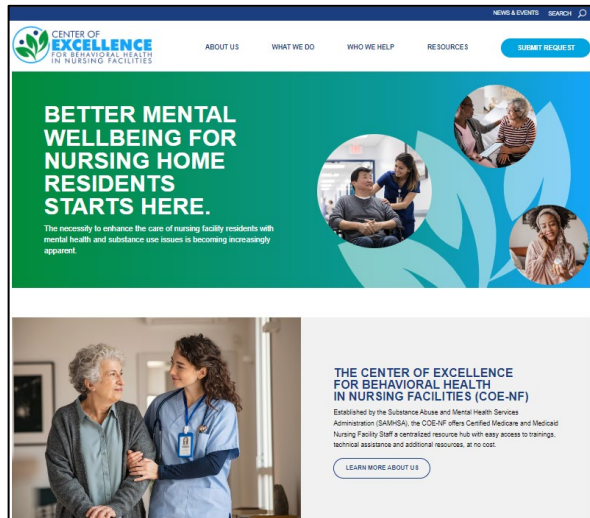 NEWS & EVENTS SEARCH
CENTER OF
EXCELLENCE
FOR BEHAVIORAL HEALTH
IN NURSING FACILITIES
ABOUT US WHAT WE DO WHO WE HELP RESOURCES SUBMIT REQUEST
BETTER MENTAL
WELLBEING FOR
NURSING HOME
RESIDENTS
STARTS HERE.
The necessity to enhance the care of nursing facility residents with
mental health and substance use issues is becoming increasingly
apparent.
THE CENTER OF EXCELLENCE
FOR BEHAVIORAL HEALTH
IN NURSING FACILITIES (COE-NF)
Established by the Substance Abuse and Mental Health Services
Administration (SAMHSA), the COE-NF offers Certified Medicare and Medicaid
Nursing Facility Staff a centralized resource hub with easy access to trainings,
technical assistance and additional resources, at no cost.
LEARN MORE ABOUT US